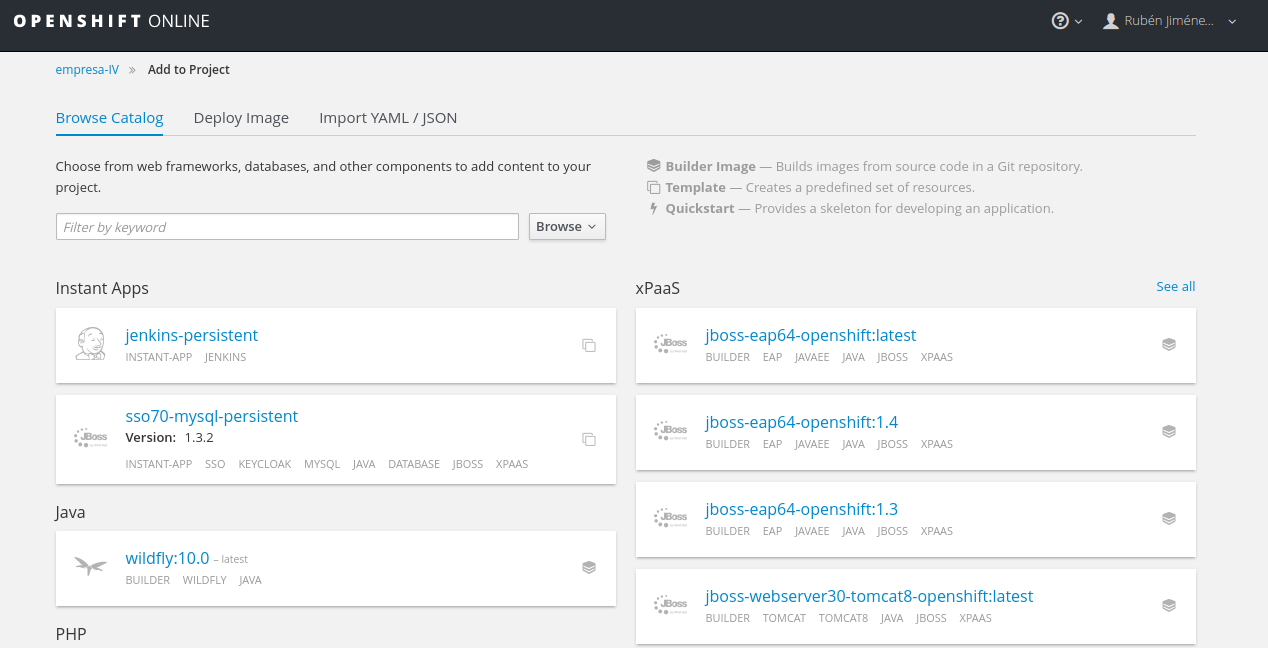 OPENSHIFT ONLINE
Rubén Jiméne...
empresa-IV » Add to Project
Browse Catalog Deploy Image Import YAML / JSON
Choose from web frameworks, databases, and other components to add content to your
project.
Builder Image — Builds images from source code in a Git repository.
Template — Creates a predefined set of resources.
Quickstart — Provides a skeleton for developing an application.
Filter by keyword
Browse
Instant Apps
jenkins-persistent
INSTANT-APP JENKINS
JBoss
sso70-mysql-persistent
Version: 1.3.2
INSTANT-APP SSO KEYCLOAK MYSQL JAVA DATABASE JBOSS XPAAS
Java
wildfly:10.0 – latest
BUILDER WILDFLY JAVA
PHP
xPaaS
See all
JBoss
jboss-eap64-openshift:latest
BUILDER EAP JAVAEE JAVA JBOSS XPAAS
JBoss
jboss-eap64-openshift:1.4
BUILDER EAP JAVAEE JAVA JBOSS XPAAS
JBoss
jboss-eap64-openshift:1.3
BUILDER EAP JAVAEE JAVA JBOSS XPAAS
JBoss
jboss-webserver30-tomcat8-openshift:latest
BUILDER TOMCAT TOMCAT8 JAVA JBOSS XPAAS